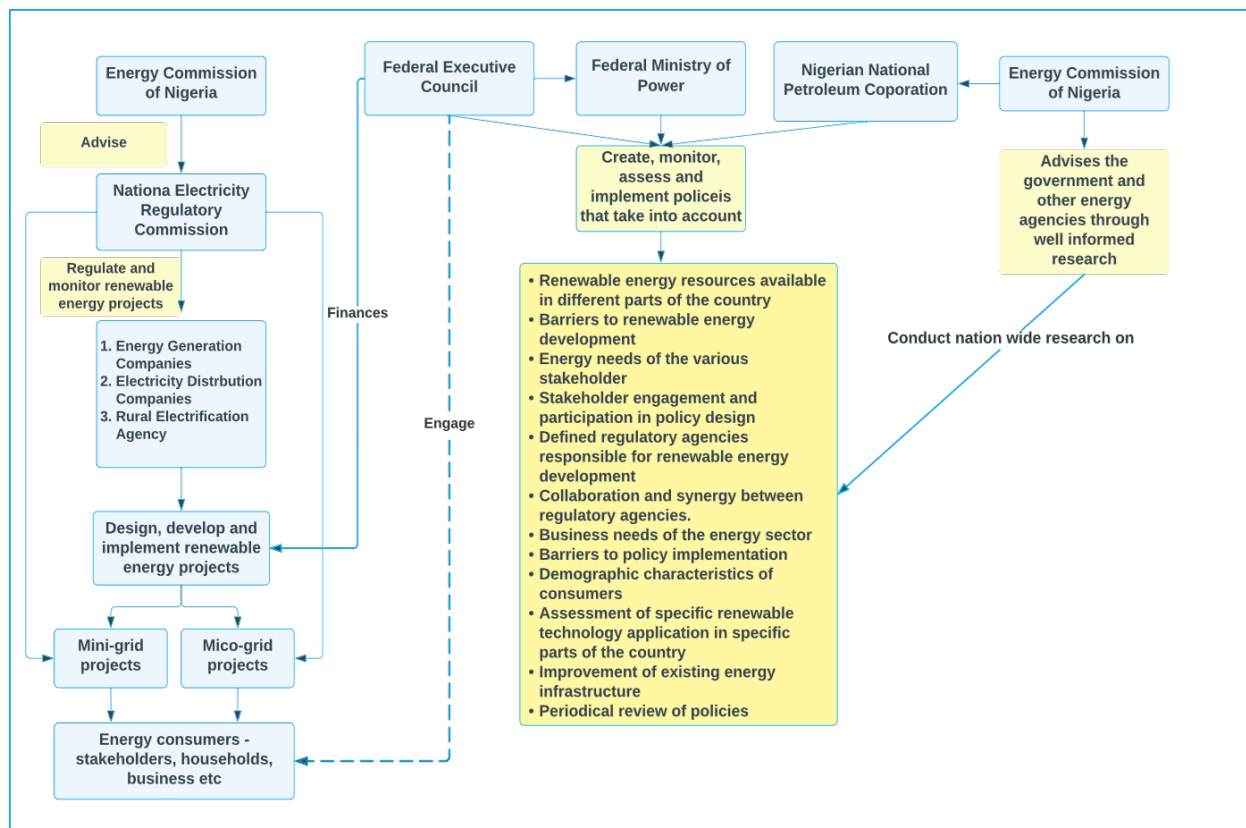 Energy Commission
of Nigeria
Advise
Nationa Electricity
Regulatory
Commission
Regulate and
monitor renewable
energy projects
1. Energy Generation
Companies
2. Electricity Distrbution
Companies
3. Rural Electrification
Agency
Design, develop and
implement renewable
energy projects
Mini-grid
projects
Mico-grid
projects
Energy consumers -
stakeholders, households,
business etc
Finances
Engage
Federal Executive
Council
Federal Ministry of
Power
Nigerian National
Petroleum Coporation
Energy Commission
of Nigeria
Create, monitor,
assess and
implement policeis
that take into account
• Renewable energy resources available
in different parts of the country
• Barriers to renewable energy
development
• Energy needs of the various
stakeholder
• Stakeholder engagement and
participation in policy design
• Defined regulatory agencies
responsible for renewable energy
development
• Collaboration and synergy between
regulatory agencies.
• Business needs of the energy sector
• Barriers to policy implementation
• Demographic characteristics of
consumers
• Assessment of specific renewable
technology application in specific
parts of the country
• Improvement of existing energy
infrastructure
• Periodical review of policies
Advises the
government and
other energy
agencies through
well informed
research
Conduct nation wide research on